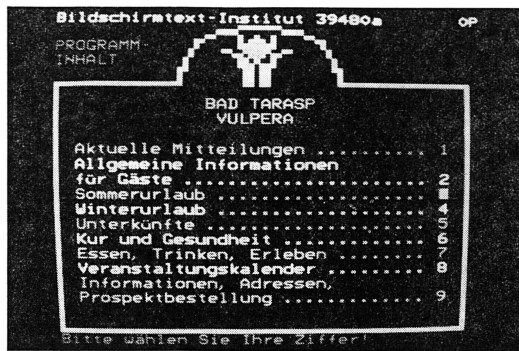 Bildschirmtext-Institut 39480a 0P
PROGRAMM-
INHALT
BAD TARASP
VULPERA
Aktuelle Mitteilungen .......... 1
Allgemeine Informationen
für Gäste .................... 2
Sommerurlaub ..................
Winterurlaub .................. 4
Unterkünfte ................... 5
Kur und Gesundheit ............ 6
Essen, Trinken, Erleben ....... 7
Veranstaltungskalender ........ 8
Informationen, Adressen,
Prospektbestellung ............ 9
Bitte wählen Sie Ihre Ziffer!